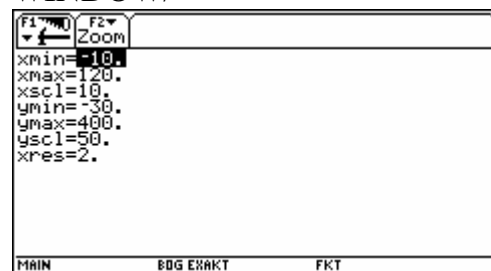 F1 F2
Zoom
xmin=-10.
xmax=120.
xscl=10.
ymin=-30.
ymax=400.
yscl=50.
xres=2.
MAIN BOG EXAKT FKT